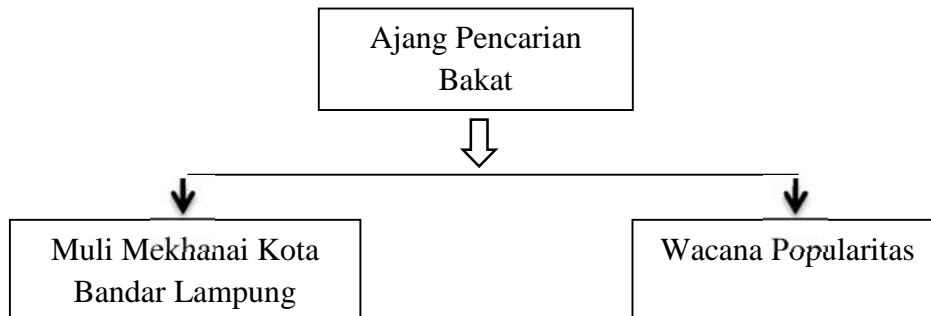 Ajang Pencarian
Bakat
Muli Mekhanai Kota
Bandar Lampung
Wacana Popularitas